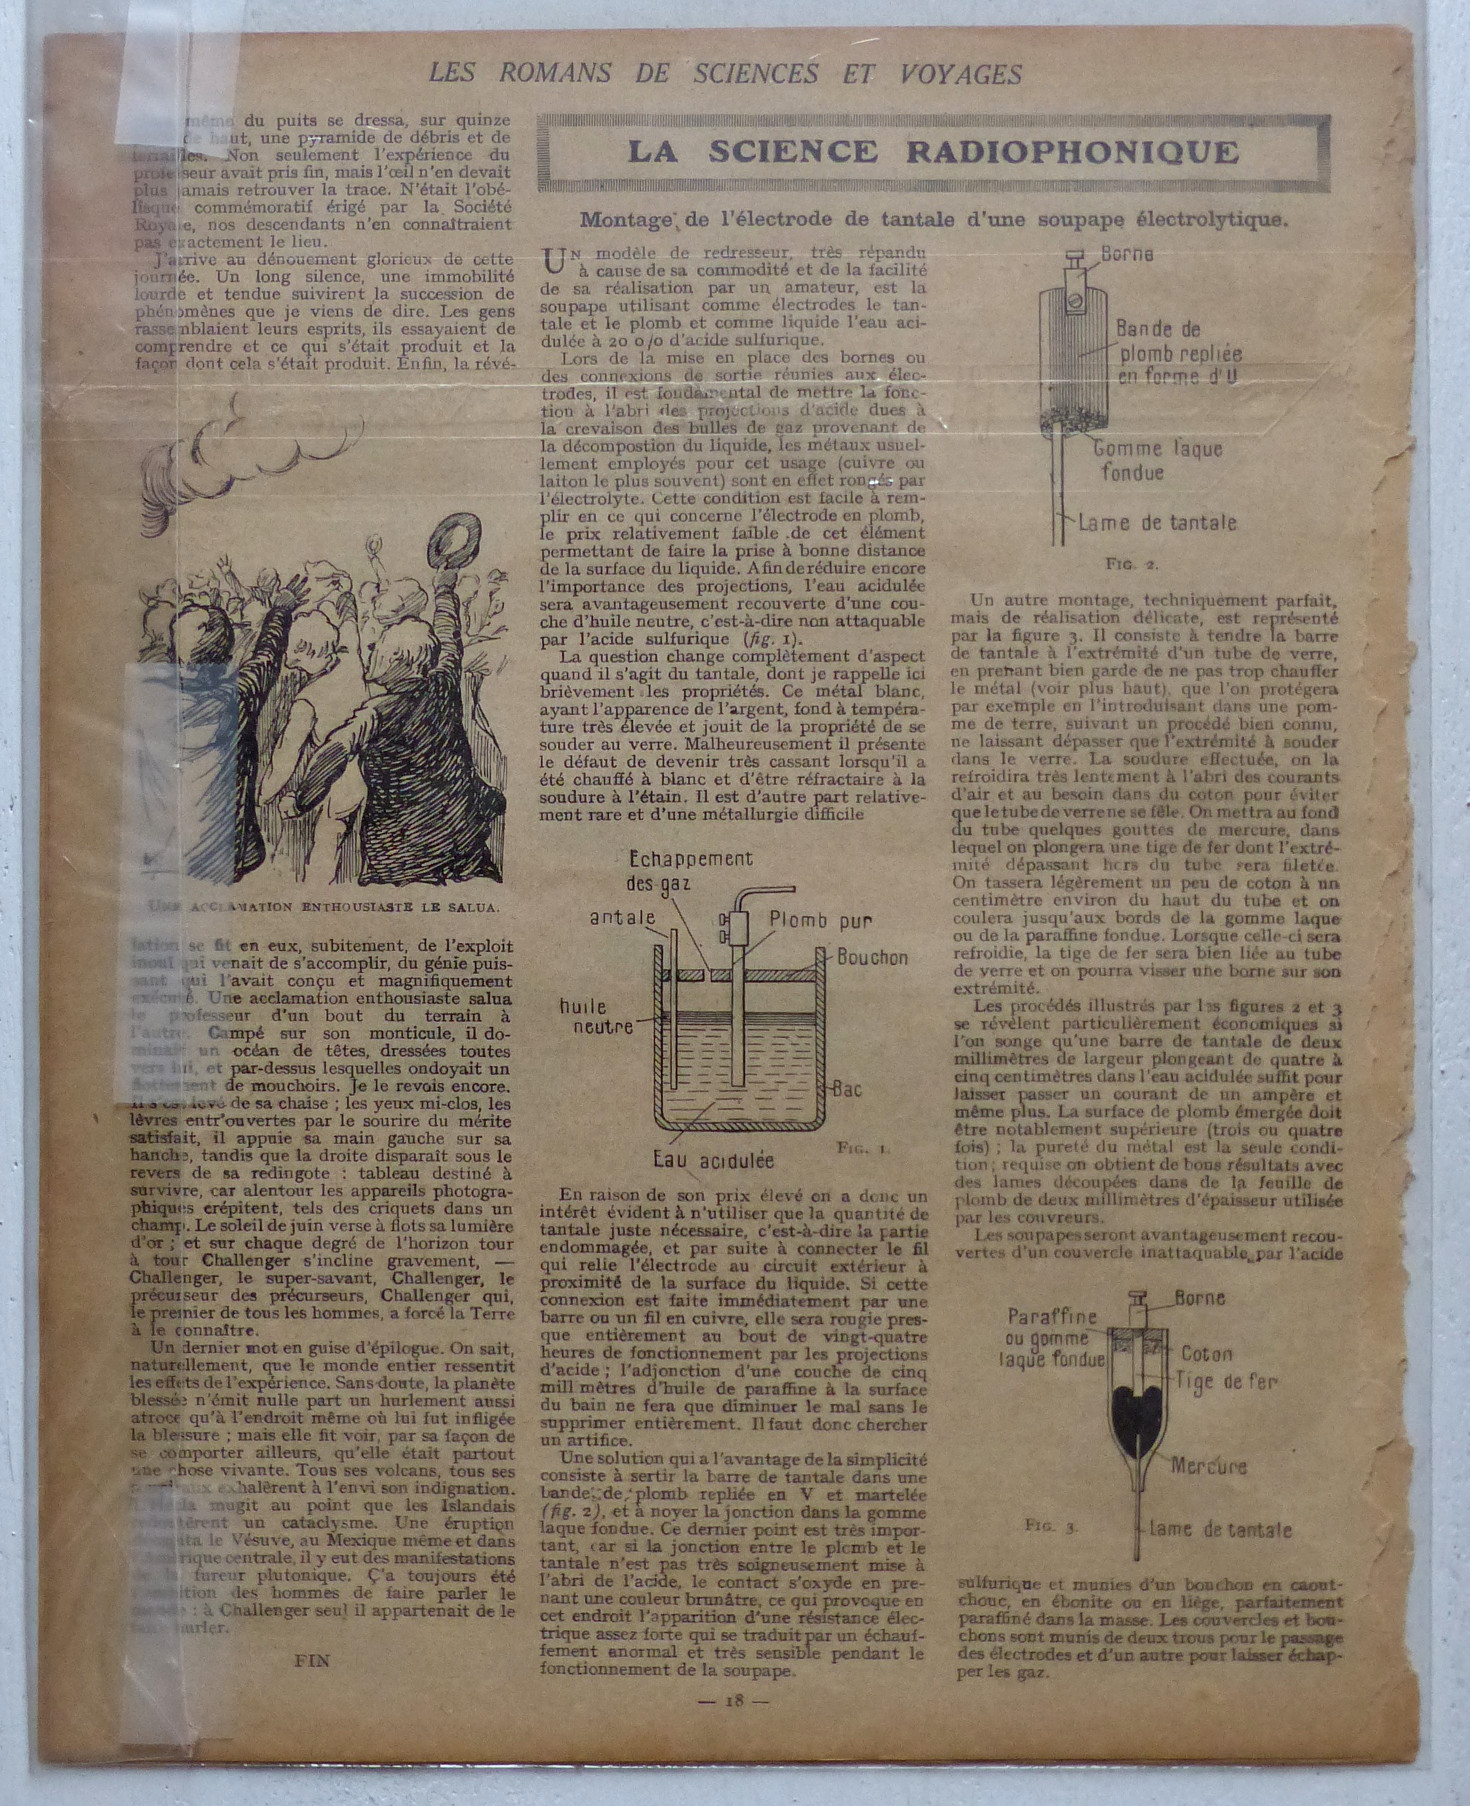 LES ROMANS DE SCIENCES ET VOYAGES
même du puits se dressa, sur quinze
de haut, une pyramide de débris et de
ferrailles. Non seulement l'expérience du
professeur avait pris fin, mais l'œil n'en devait
plus jamais retrouver la trace. N'était l'obé-
lisque commémoratif érigé par la Société
Royale, nos descendants n'en connaîtraient
pas exactement le lieu.
J'arrive au dénouement glorieux de cette
journée. Un long silence, une immobilité
lourde et tendue suivirent la succession de
phénomènes que je viens de dire. Les gens
rassemblaient leurs esprits, ils essayaient de
comprendre et ce qui s'était produit et la
façon dont cela s'était produit. Enfin, la révé-
UNE ACCLAMATION ENTHOUSIASTE LE SALUA.
lation se fit en eux, subitement, de l'exploit
inouï qui venait de s'accomplir, du génie puis-
sant qui l'avait conçu et magnifiquement
exécuté. Une acclamation enthousiaste salua
le professeur d'un bout du terrain à
l'autre. Campé sur son monticule, il do-
minait un océan de têtes, dressées toutes
vers lui, et par-dessus lesquelles ondoyait un
flottement de mouchoirs. Je le revois encore.
Il s'est levé de sa chaise ; les yeux mi-clos, les
lèvres entr'ouvertes par le sourire du mérite
satisfait, il appuie sa main gauche sur sa
hanche, tandis que la droite disparaît sous le
revers de sa redingote : tableau destiné à
survivre, car alentour les appareils photogra-
phiques crépitent, tels des criquets dans un
champ. Le soleil de juin verse à flots sa lumière
d'or ; et sur chaque degré de l'horizon tour
à tour Challenger s'incline gravement, —
Challenger, le super-savant, Challenger, le
précurseur des précurseurs, Challenger qui,
le premier de tous les hommes, a forcé la Terre
à le connaître.
Un dernier mot en guise d'épilogue. On sait,
naturellement, que le monde entier ressentit
les effets de l'expérience. Sans doute, la planète
blessée n'émit nulle part un hurlement aussi
atroce qu'à l'endroit même où lui fut infligée
la blessure ; mais elle fit voir, par sa façon de
se comporter ailleurs, qu'elle était partout
une chose vivante. Tous ses volcans, tous ses
exhalèrent à l'envi son indignation.
mugit au point que les Islandais
redoutèrent un cataclysme. Une éruption
le Vésuve, au Mexique même et dans
l'Amérique centrale, il y eut des manifestations
de la fureur plutonique. Ç'a toujours été
l'ambition des hommes de faire parler le
monde : à Challenger seul il appartenait de le
faire hurler.
FIN
LA SCIENCE RADIOPHONIQUE
Montage de l'électrode de tantale d'une soupape électrolytique.
UN modèle de redresseur, très répandu
à cause de sa commodité et de la facilité
de sa réalisation par un amateur, est la
soupape utilisant comme électrodes le tan-
tale et le plomb et comme liquide l'eau aci-
dulée à 20 o/o d'acide sulfurique.
Lors de la mise en place des bornes ou
des connexions de sortie réunies aux élec-
trodes, il est fondamental de mettre la fonc-
tion à l'abri des projections d'acide dues à
la crevaison des bulles de gaz provenant de
la décompostion du liquide, les métaux usuel-
lement employés pour cet usage (cuivre ou
laiton le plus souvent) sont en effet rongés par
l'électrolyte. Cette condition est facile à rem-
plir en ce qui concerne l'électrode en plomb,
le prix relativement faible de cet élément
permettant de faire la prise à bonne distance
de la surface du liquide. Afin de réduire encore
l'importance des projections, l'eau acidulée
sera avantageusement recouverte d'une cou-
che d'huile neutre, c'est-à-dire non attaquable
par l'acide sulfurique (fig. 1).
La question change complètement d'aspect
quand il s'agit du tantale, dont je rappelle ici
brièvement les propriétés. Ce métal blanc,
ayant l'apparence de l'argent, fond à tempéra-
ture très élevée et jouit de la propriété de se
souder au verre. Malheureusement il présente
le défaut de devenir très cassant lorsqu'il a
été chauffé à blanc et d'être réfractaire à la
soudure à l'étain. Il est d'autre part relative-
ment rare et d'une métallurgie difficile
Echappement
des gaz
antale
Plomb pur
Bouchon
huile
neutre
Bac
Eau acidulée
FIG. 1.
En raison de son prix élevé on a donc un
intérêt évident à n'utiliser que la quantité de
tantale juste nécessaire, c'est-à-dire la partie
endommagée, et par suite à connecter le fil
qui relie l'électrode au circuit extérieur à
proximité de la surface du liquide. Si cette
connexion est faite immédiatement par une
barre ou un fil en cuivre, elle sera rougie pres-
que entièrement au bout de vingt-quatre
heures de fonctionnement par les projections
d'acide ; l'adjonction d'une couche de cinq
mill mètres d'huile de paraffine à la surface
du bain ne fera que diminuer le mal sans le
supprimer entièrement. Il faut donc chercher
un artifice.
Une solution qui a l'avantage de la simplicité
consiste à sertir la barre de tantale dans une
bande de plomb repliée en V et martelée
(fig. 2), et à noyer la jonction dans la gomme
laque fondue. Ce dernier point est très impor-
tant, car si la jonction entre le plomb et le
tantale n'est pas très soigneusement mise à
l'abri de l'acide, le contact s'oxyde en pre-
nant une couleur brunâtre, ce qui provoque en
cet endroit l'apparition d'une résistance élec-
trique assez forte qui se traduit par un échauf-
fement anormal et très sensible pendant le
fonctionnement de la soupape.
Borne
Bande de
plomb repliée
en forme d'U
Gomme laque
fondue
Lame de tantale
FIG. 2.
Un autre montage, techniquement parfait,
mais de réalisation délicate, est représenté
par la figure 3. Il consiste à tendre la barre
de tantale à l'extrémité d'un tube de verre,
en prenant bien garde de ne pas trop chauffer
le métal (voir plus haut), que l'on protégera
par exemple en l'introduisant dans une pom-
me de terre, suivant un procédé bien connu,
ne laissant dépasser que l'extrémité à souder
dans le verre. La soudure effectuée, on la
refroidira très lentement à l'abri des courants
d'air et au besoin dans du coton pour éviter
que le tube de verre ne se fêle. On mettra au fond
du tube quelques gouttes de mercure, dans
lequel on plongera une tige de fer dont l'extré-
mité dépassant hors du tube sera filetée.
On tassera légèrement un peu de coton à un
centimètre environ du haut du tube et on
coulera jusqu'aux bords de la gomme laque
ou de la paraffine fondue. Lorsque celle-ci sera
refroidie, la tige de fer sera bien liée au tube
de verre et on pourra visser une borne sur son
extrémité.
Les procédés illustrés par les figures 2 et 3
se révèlent particulièrement économiques si
l'on songe qu'une barre de tantale de deux
millimètres de largeur plongeant de quatre à
cinq centimètres dans l'eau acidulée suffit pour
laisser passer un courant de un ampère et
même plus. La surface de plomb émergée doit
être notablement supérieure (trois ou quatre
fois) ; la pureté du métal est la seule condi-
tion ; requise on obtient de bons résultats avec
des lames découpées dans de la feuille de
plomb de deux millimètres d'épaisseur utilisée
par les couvreurs.
Les soupapes seront avantageusement recou-
vertes d'un couvercle inattaquable par l'acide
Borne
Paraffine
ou gomme
laque fondue
Coton
Tige de fer
Mercure
FIG. 3.
Lame de tantale
sulfurique et munies d'un bouchon en caout-
chouc, en ébonite ou en liège, parfaitement
paraffiné dans la masse. Les couvercles et bou-
chons sont munis de deux trous pour le passage
des électrodes et d'un autre pour laisser échap-
per les gaz.
— 18 —